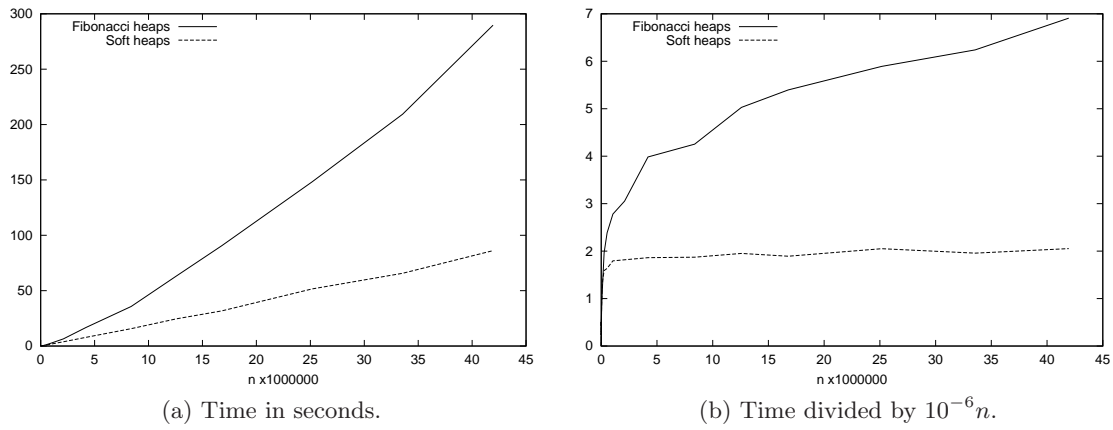 300
250
200
150
100
50
0
Fibonacci heaps
Soft heaps
0 5 10 15 20 25 30 35 40 45
n x1000000
(a) Time in seconds.
7
6
5
4
3
2
1
0
Fibonacci heaps
Soft heaps
0 5 10 15 20 25 30 35 40 45
n x1000000
(b) Time divided by 10⁻⁶n.